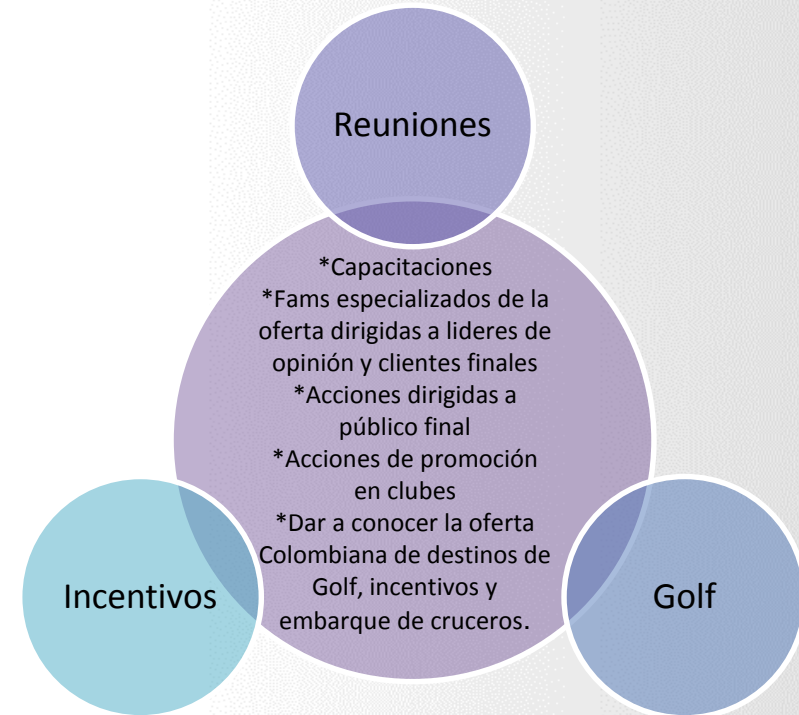 Reuniones
*Capacitaciones
*Fams especializados de la
oferta dirigidas a lideres de
opinión y clientes finales
*Acciones dirigidas a
público final
*Acciones de promoción
en clubes
*Dar a conocer la oferta
Colombiana de destinos de
Golf, incentivos y
embarque de cruceros.
Incentivos
Golf